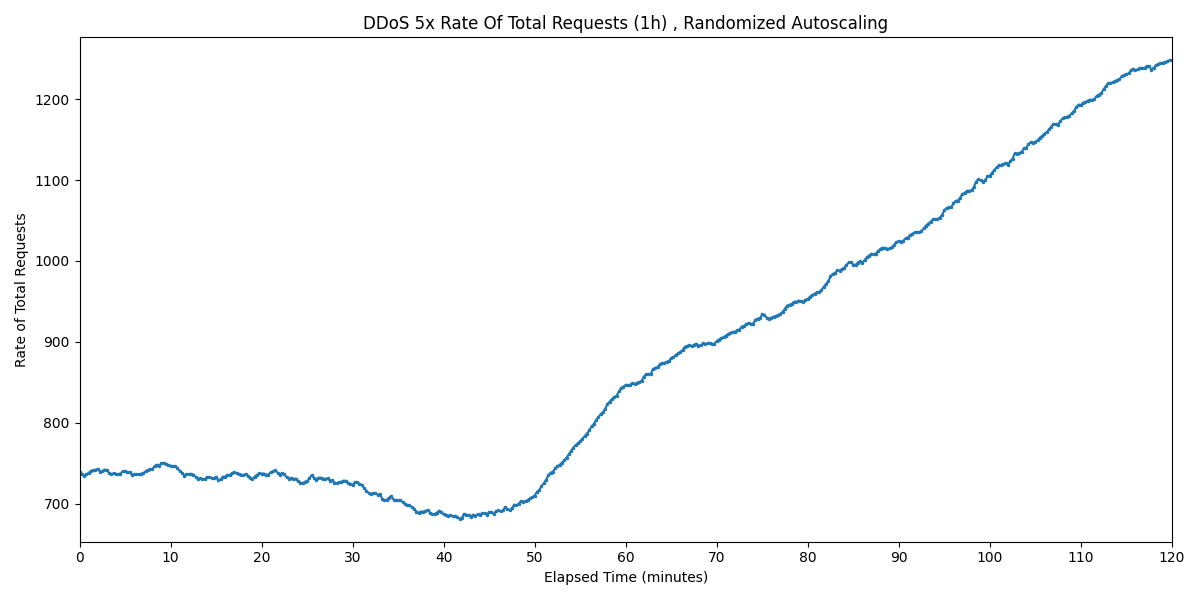 DDoS 5x Rate Of Total Requests (1h) , Randomized Autoscaling
Rate of Total Requests
1200
1100
1000
900
800
700
0 10 20 30 40 50 60 70 80 90 100 110 120
Elapsed Time (minutes)